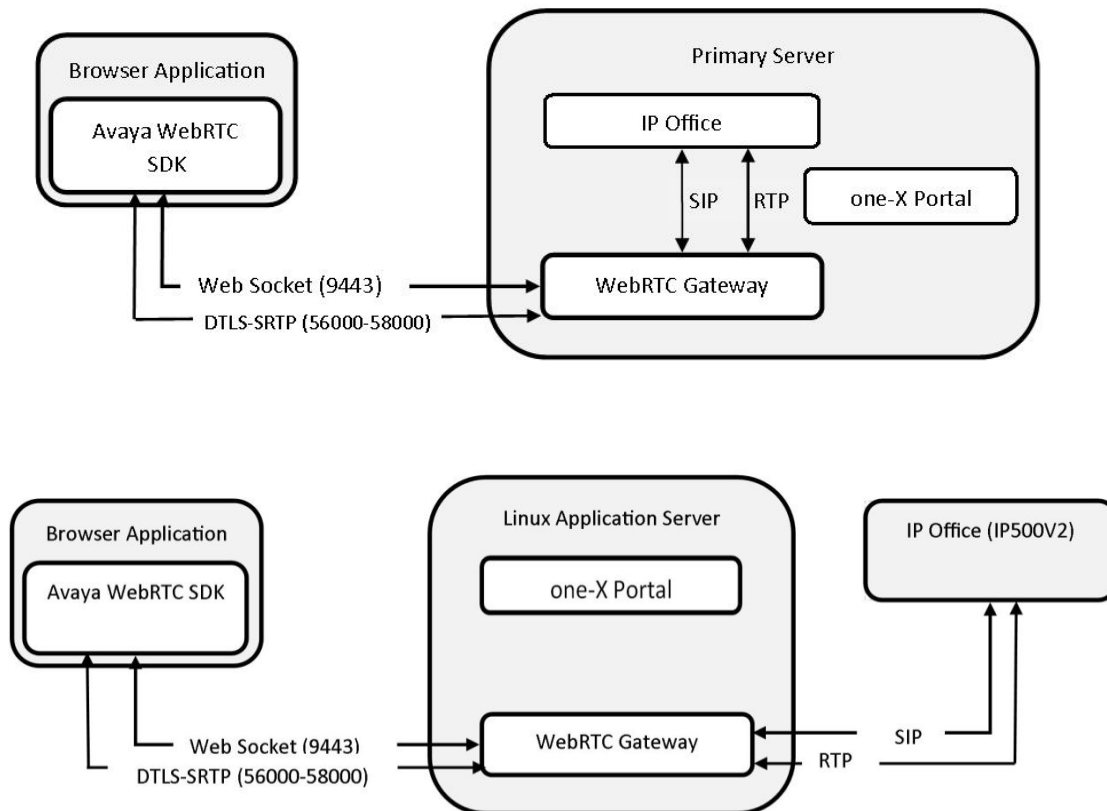 Browser Application
Avaya WebRTC
SDK
Primary Server
IP Office
SIP
RTP
one-X Portal
WebRTC Gateway
Web Socket (9443)
DTLS-SRTP (56000-58000)
Browser Application
Avaya WebRTC SDK
Linux Application Server
one-X Portal
WebRTC Gateway
IP Office (IP500V2)
Web Socket (9443)
DTLS-SRTP (56000-58000)
SIP
RTP